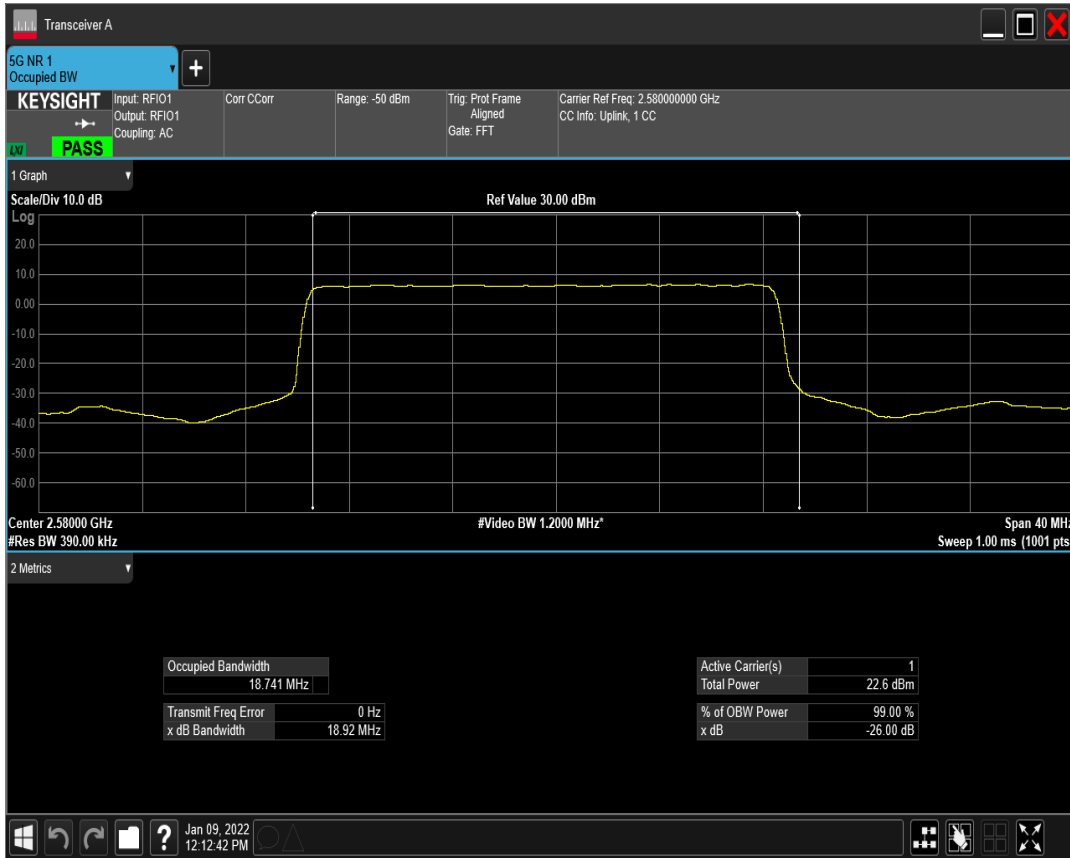 Transceiver A
5G NR 1
Occupied BW
KEYSIGHT
LXI
PASS
Input: RFIO1
Output: RFIO1
Coupling: AC
Corr CCorr
Range: -50 dBm
Trig: Prot Frame
Aligned
Gate: FFT
Carrier Ref Freq: 2.580000000 GHz
CC Info: Uplink, 1 CC
1 Graph
Scale/Div 10.0 dB
Ref Value 30.00 dBm
Log
20.0
10.0
0.00
-10.0
-20.0
-30.0
-40.0
-50.0
-60.0
Center 2.58000 GHz
#Video BW 1.2000 MHz*
Span 40 MHz
#Res BW 390.00 kHz
Sweep 1.00 ms (1001 pts
2 Metrics
Occupied Bandwidth
18.741 MHz
Transmit Freq Error 0 Hz
x dB Bandwidth 18.92 MHz
Active Carrier(s) 1
Total Power 22.6 dBm
% of OBW Power 99.00 %
x dB -26.00 dB
?
Jan 09, 2022
12:12:42 PM